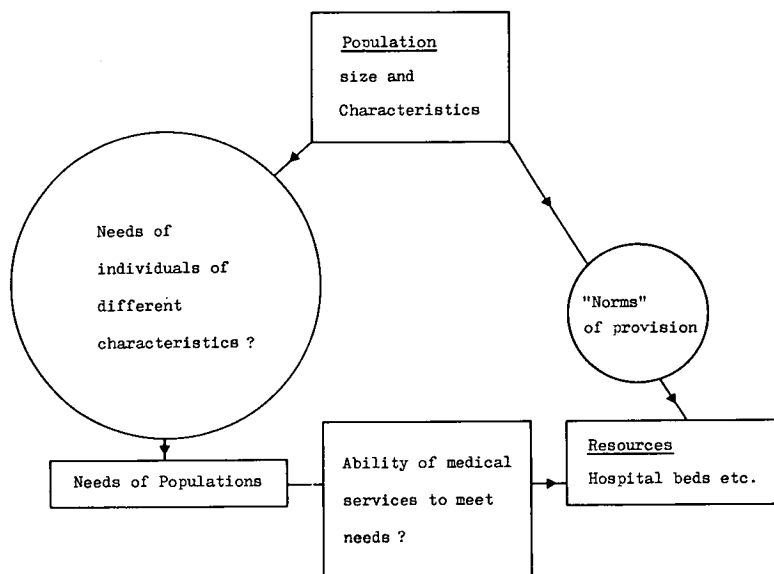 Population
size and
Characteristics
Needs of
individuals of
different
characteristics ?
"Norms"
of provision
Needs of Populations
Ability of medical
services to meet
needs ?
Resources
Hospital beds etc.